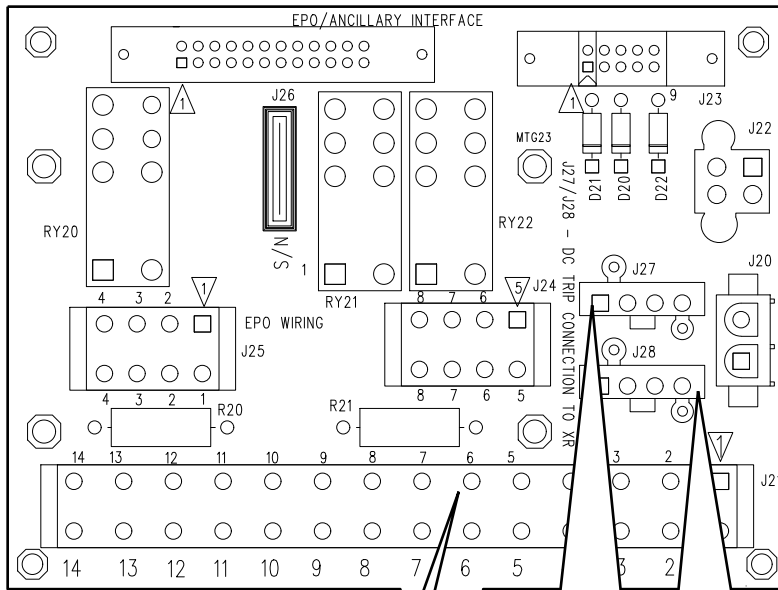 EPO/ANCILLARY INTERFACE
1
J26
1
9
J23
MTG23
J22
D21
D20
D22
RY20
N/S
RY22
J27/J28 - DC TRIP CONNECTION TO XR
J27
J20
1
RY21
4 3 2 1
EPO WIRING
J25
8 7 6 5
J24
J28
4 3 2 1
8 7 6 5
R20
R21
14 13 12 11 10 9 8 7 6 5 3 2 1
14 13 12 11 10 9 8 7 6 5 3 2